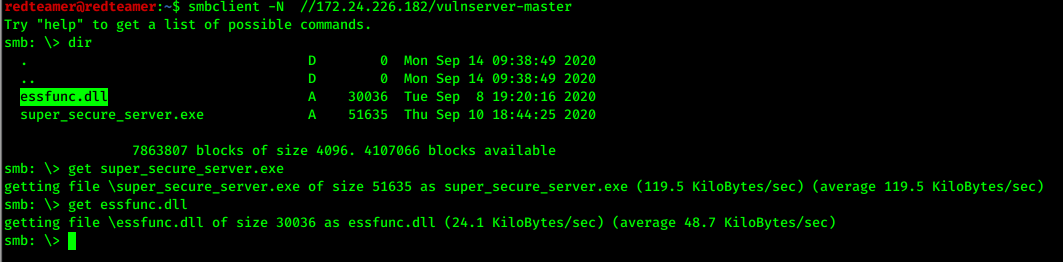 redteamer@redteamer:~$ smbclient -N  //172.24.226.182/vulnserver-master
Try "help" to get a list of possible commands.
smb: \> dir
  .                                   D        0  Mon Sep 14 09:38:49 2020
  ..                                  D        0  Mon Sep 14 09:38:49 2020
  essfunc.dll                         A    30036  Tue Sep  8 19:20:16 2020
  super_secure_server.exe             A    51635  Thu Sep 10 18:44:25 2020
                7863807 blocks of size 4096. 4107066 blocks available
smb: \> get super_secure_server.exe
getting file \super_secure_server.exe of size 51635 as super_secure_server.exe (119.5 KiloBytes/sec) (average 119.5 KiloBytes/sec)
smb: \> get essfunc.dll
getting file \essfunc.dll of size 30036 as essfunc.dll (24.1 KiloBytes/sec) (average 48.7 KiloBytes/sec)
smb: \>